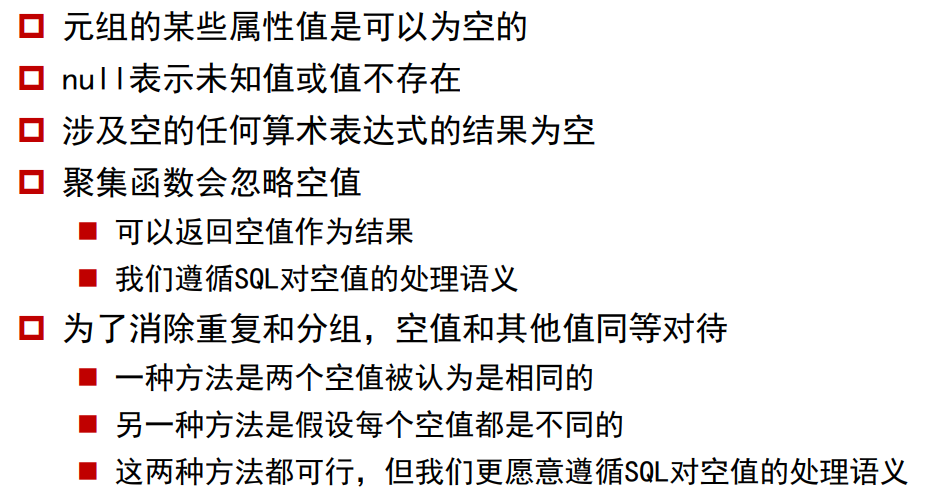 元组的某些属性值是可以为空的
null表示未知值或值不存在
涉及空的任何算术表达式的结果为空
聚集函数会忽略空值
可以返回空值作为结果
我们遵循SQL对空值的处理语义
为了消除重复和分组，空值和其他值同等对待
一种方法是两个空值被认为是相同的
另一种方法是假设每个空值都是不同的
这两种方法都可行，但我们更愿意遵循SQL对空值的处理语义